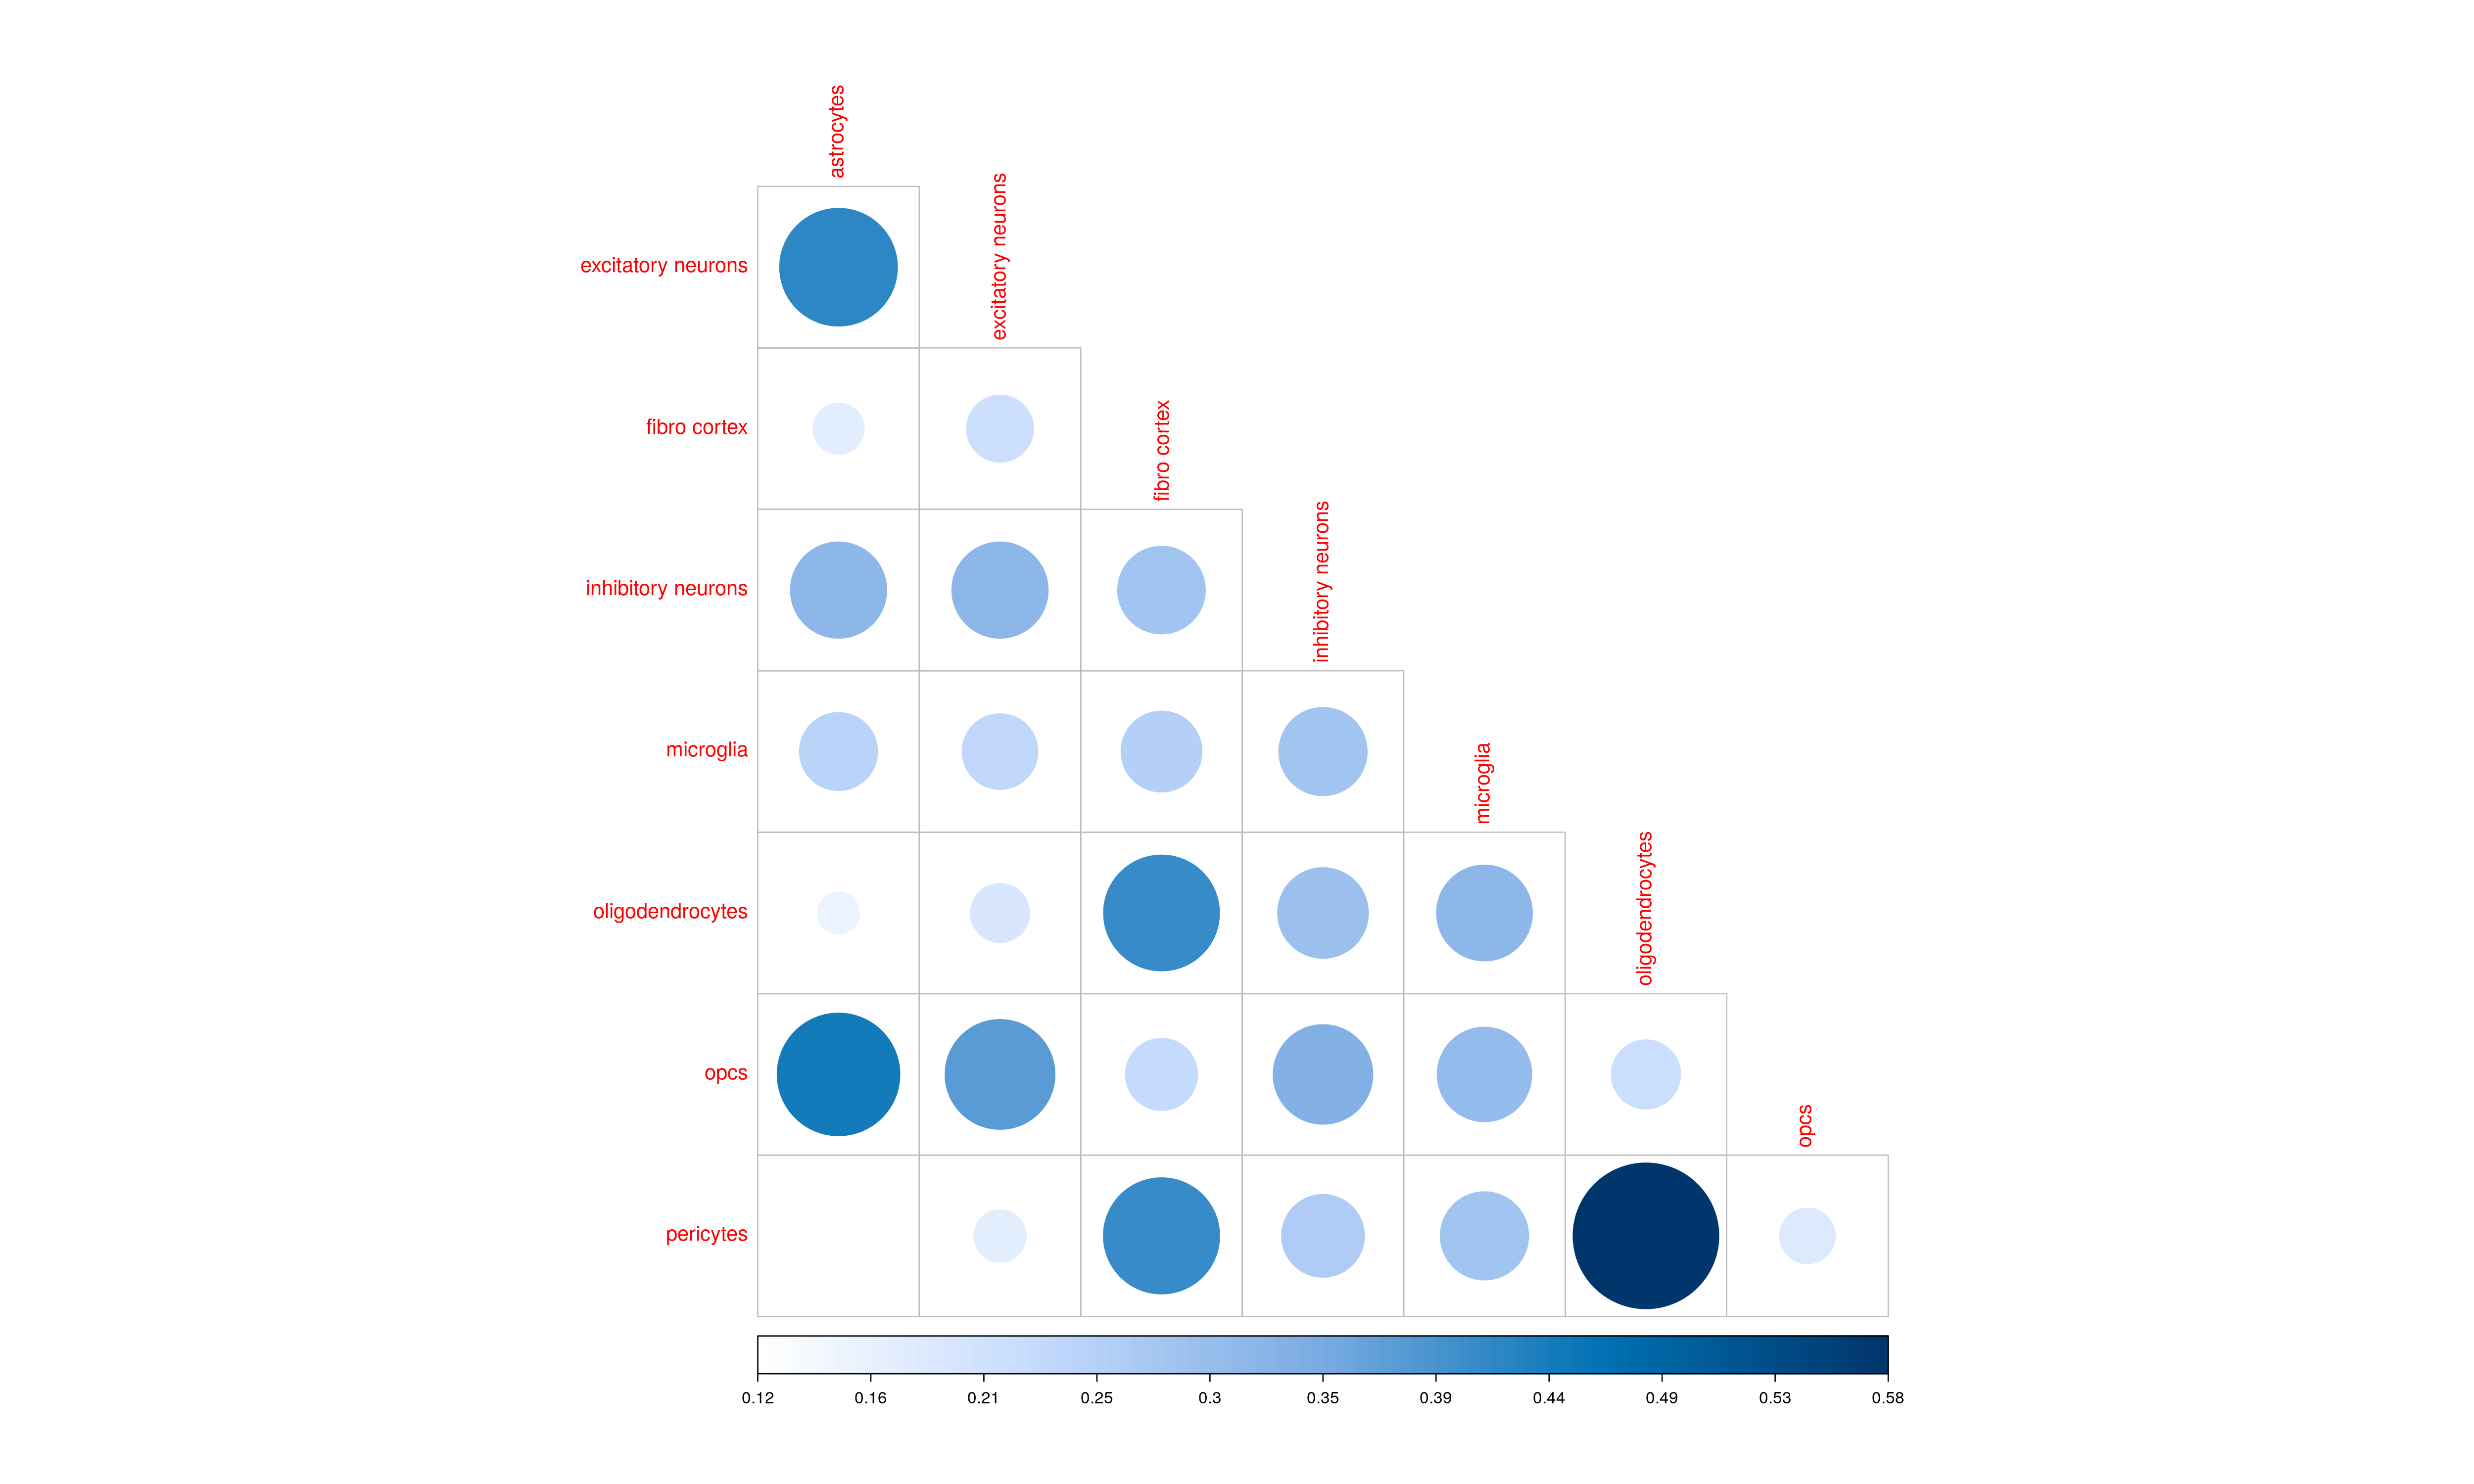 astrocytes
excitatory neurons
excitatory neurons
fibro cortex
fibro cortex
inhibitory neurons
inhibitory neurons
microglia
microglia
oligodendrocytes
oligodendrocytes
opcs
opcs
pericytes
0.12 0.16 0.21 0.25 0.3 0.35 0.39 0.44 0.49 0.53 0.58